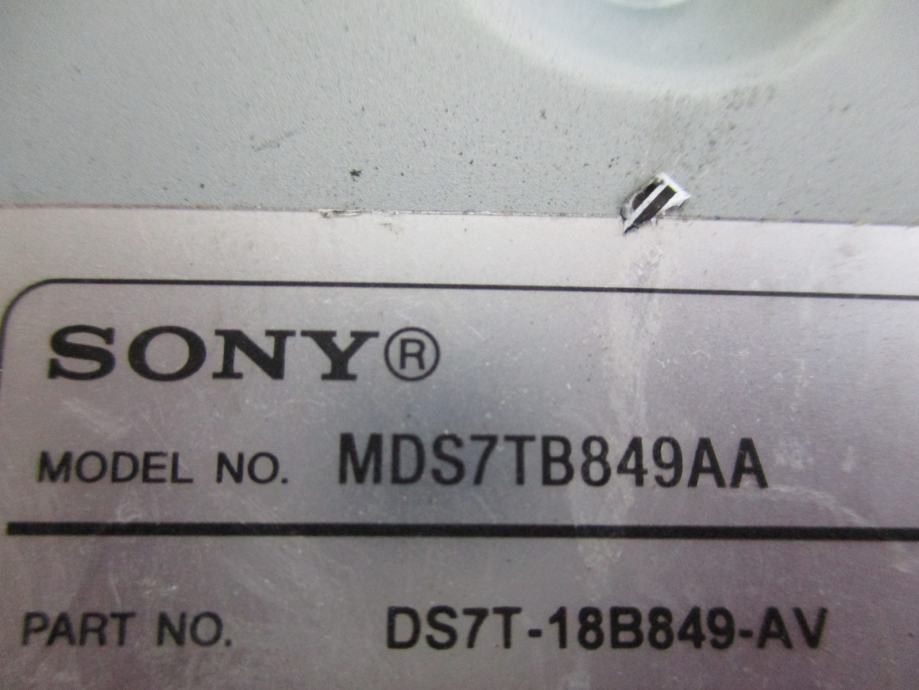 SONY®
MODEL NO. MDS7TB849AA
PART NO. DS7T-18B849-AV